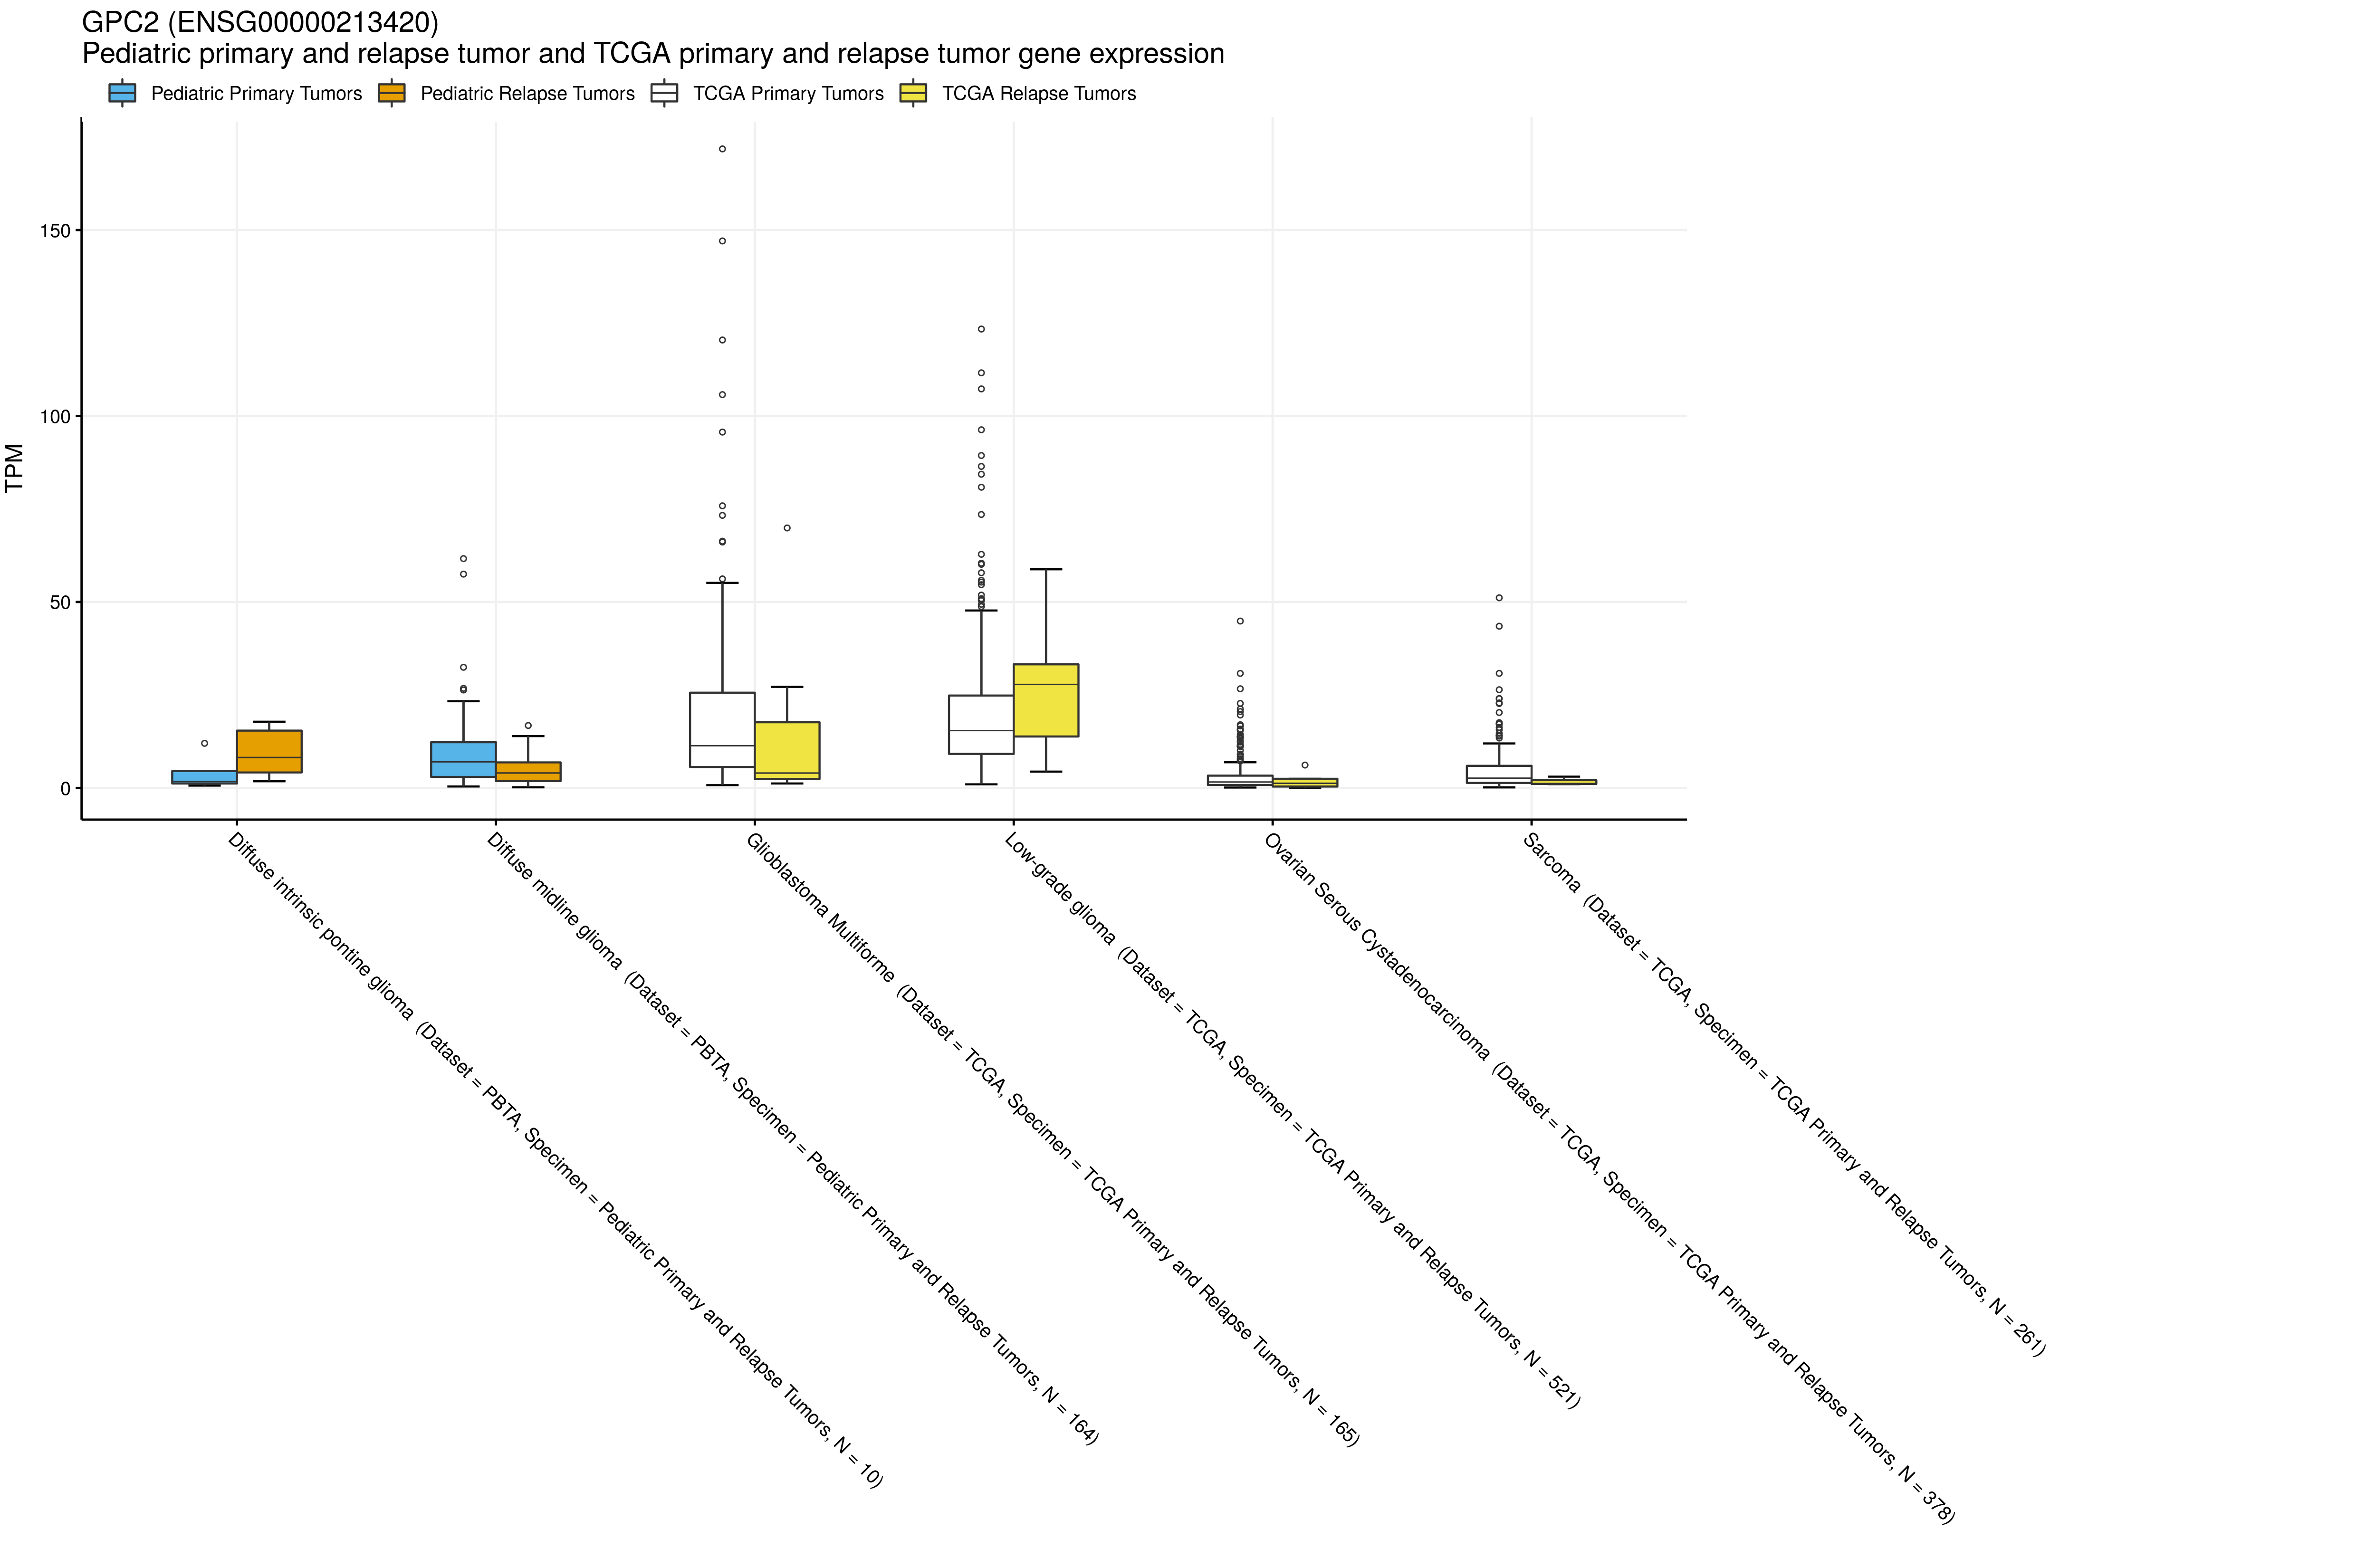 GPC2 (ENSG00000213420)
Pediatric primary and relapse tumor and TCGA primary and relapse tumor gene expression
Pediatric Primary Tumors
Pediatric Relapse Tumors
TCGA Primary Tumors
TCGA Relapse Tumors
TPM
150
100
50
0
Diffuse intrinsic pontine glioma (Dataset = PBTA, Specimen = Pediatric Primary and Relapse Tumors, N = 10)
Diffuse midline glioma (Dataset = PBTA, Specimen = Pediatric Primary and Relapse Tumors, N = 164)
Glioblastoma Multiforme (Dataset = TCGA, Specimen = TCGA Primary and Relapse Tumors, N = 165)
Low-grade glioma (Dataset = TCGA, Specimen = TCGA Primary and Relapse Tumors, N = 521)
Ovarian Serous Cystadenocarcinoma (Dataset = TCGA, Specimen = TCGA Primary and Relapse Tumors, N = 378)
Sarcoma (Dataset = TCGA, Specimen = TCGA Primary and Relapse Tumors, N = 261)